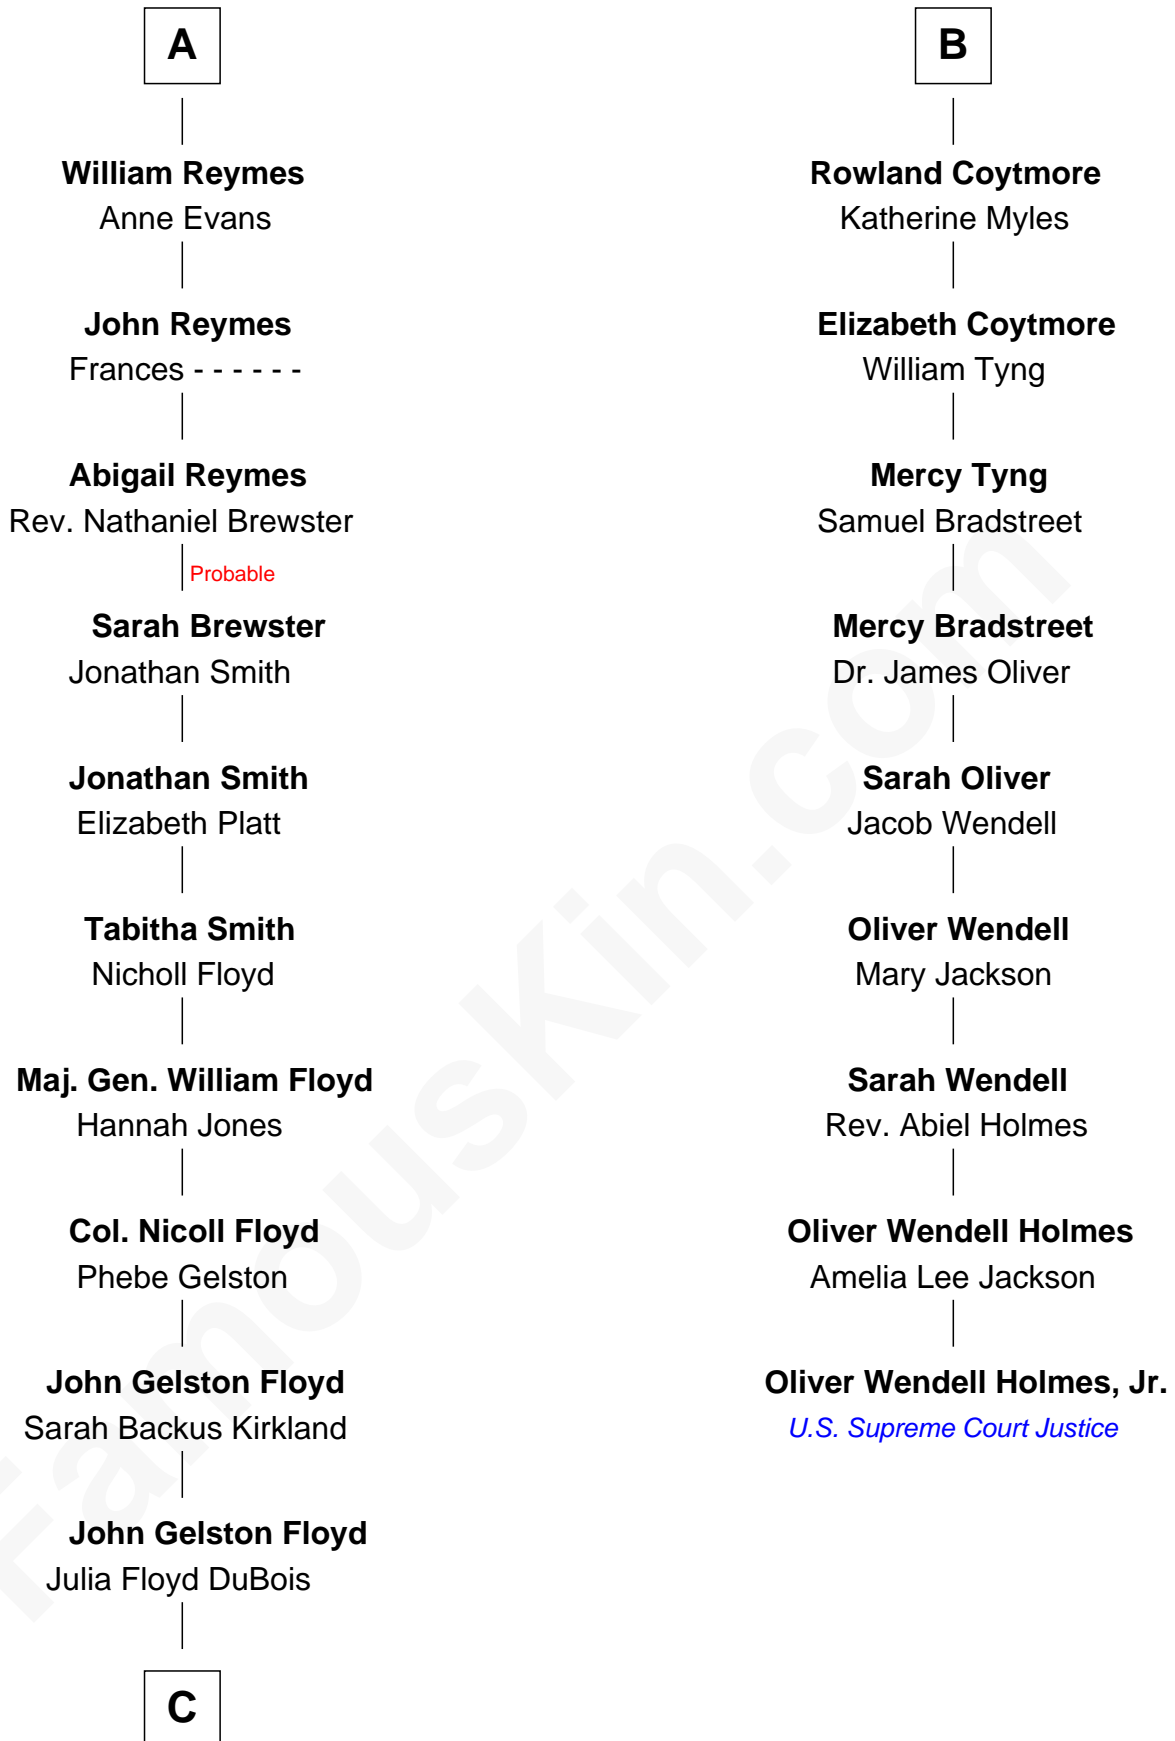 A
William Reymes
Anne Evans
John Reymes
Frances - - - - - -
Abigail Reymes
Rev. Nathaniel Brewster
Probable
Sarah Brewster
Jonathan Smith
Jonathan Smith
Elizabeth Platt
Tabitha Smith
Nicholl Floyd
Maj. Gen. William Floyd
Hannah Jones
Col. Nicoll Floyd
Phebe Gelston
John Gelston Floyd
Sarah Backus Kirkland
John Gelston Floyd
Julia Floyd DuBois
C
B
Rowland Coytmore
Katherine Myles
Elizabeth Coytmore
William Tyng
Mercy Tyng
Samuel Bradstreet
Mercy Bradstreet
Dr. James Oliver
Sarah Oliver
Jacob Wendell
Oliver Wendell
Mary Jackson
Sarah Wendell
Rev. Abiel Holmes
Oliver Wendell Holmes
Amelia Lee Jackson
Oliver Wendell Holmes, Jr.
U.S. Supreme Court Justice
FamousKin.com